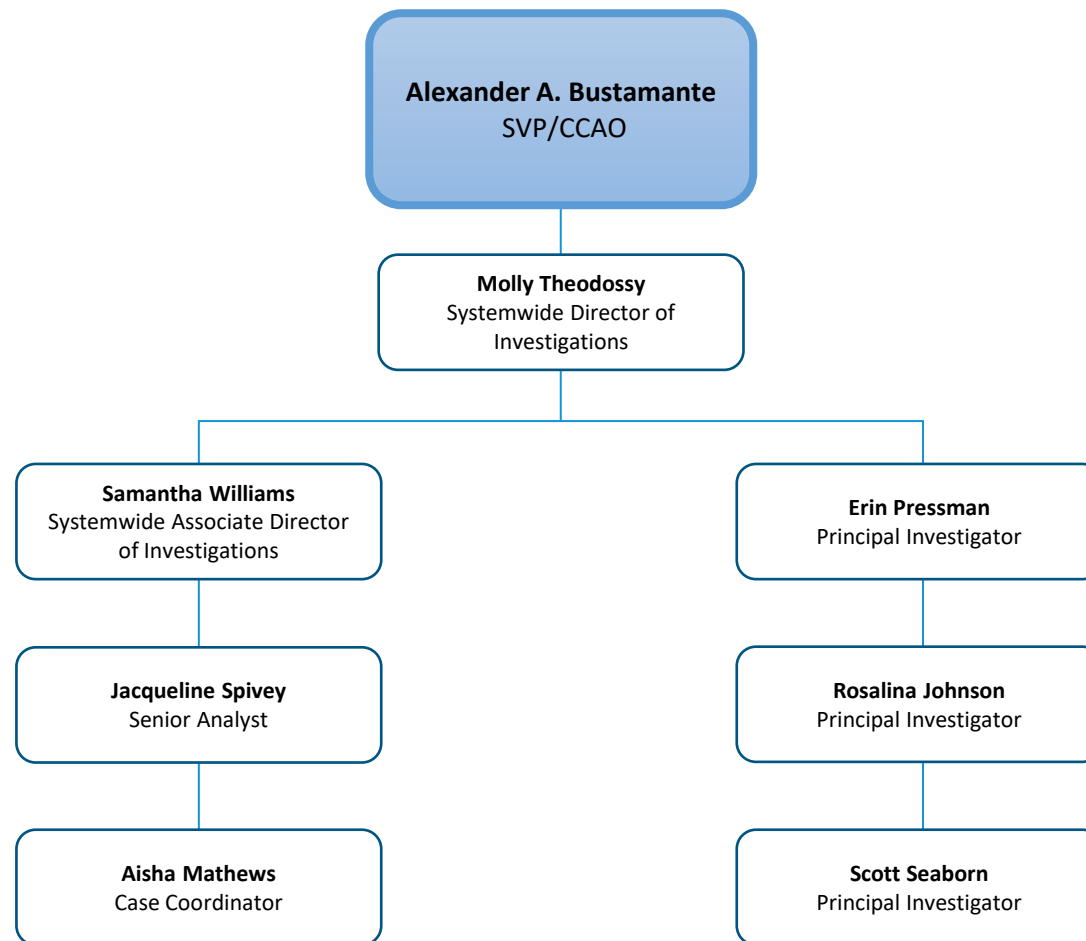 Alexander A. Bustamante
SVP/CCAO
Molly Theodossy
Systemwide Director of
Investigations
Samantha Williams
Systemwide Associate Director
of Investigations
Erin Pressman
Principal Investigator
Jacqueline Spivey
Senior Analyst
Rosalina Johnson
Principal Investigator
Aisha Mathews
Case Coordinator
Scott Seaborn
Principal Investigator